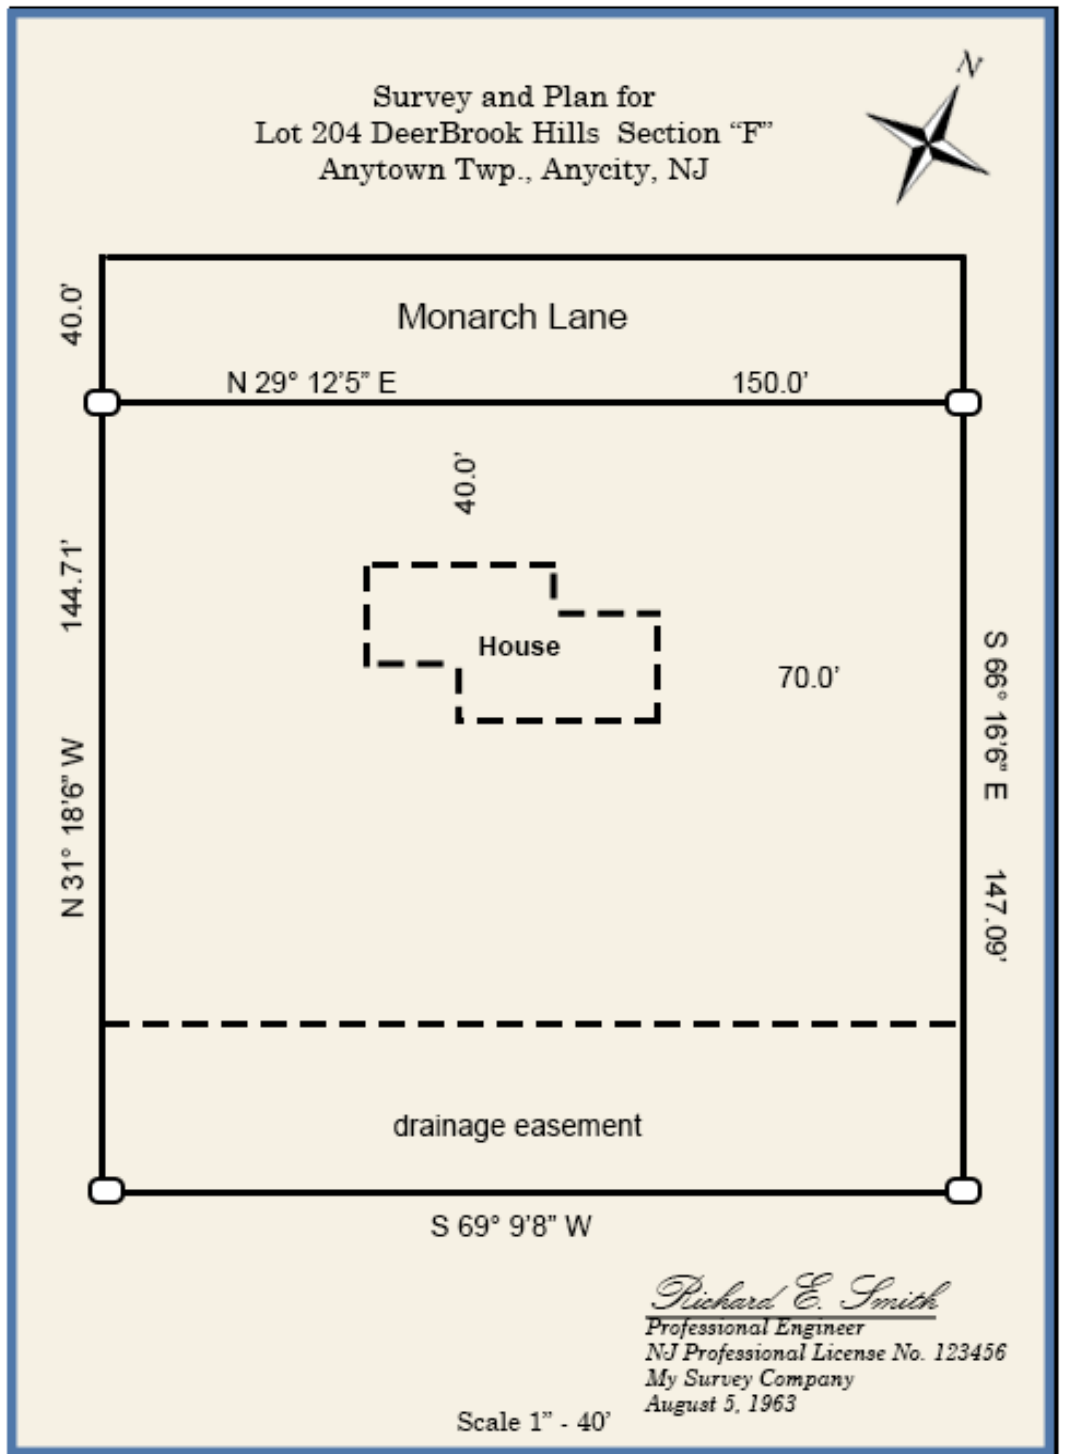 N
Survey and Plan for
Lot 204 DeerBrook Hills Section “F”
Anytown Twp., Anycity, NJ
40.0’
Monarch Lane
N 29° 12’5” E
150.0’
40.0’
144.71’
House
70.0’
S 66° 16’6” E
N 31° 18’6” W
147.09’
drainage easement
S 69° 9’8” W
Richard E. Smith
Professional Engineer
NJ Professional License No. 123456
My Survey Company
August 5, 1963
Scale 1” - 40’